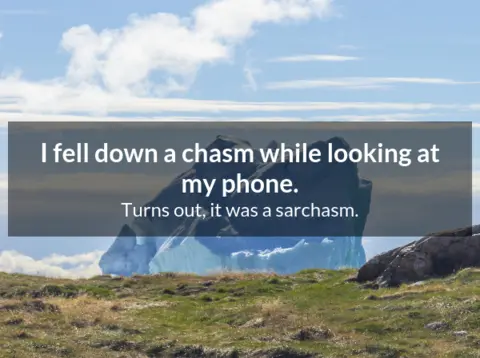 I fell down a chasm while looking at
my phone.
Turns out, it was a sarchasm.